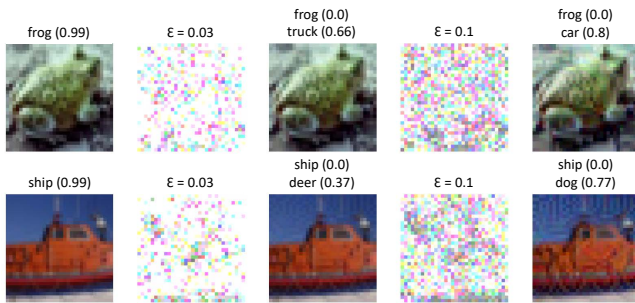 frog (0.99)
Ɛ = 0.03
frog (0.0)
truck (0.66)
Ɛ = 0.1
frog (0.0)
car (0.8)
ship (0.99)
Ɛ = 0.03
ship (0.0)
deer (0.37)
Ɛ = 0.1
ship (0.0)
dog (0.77)